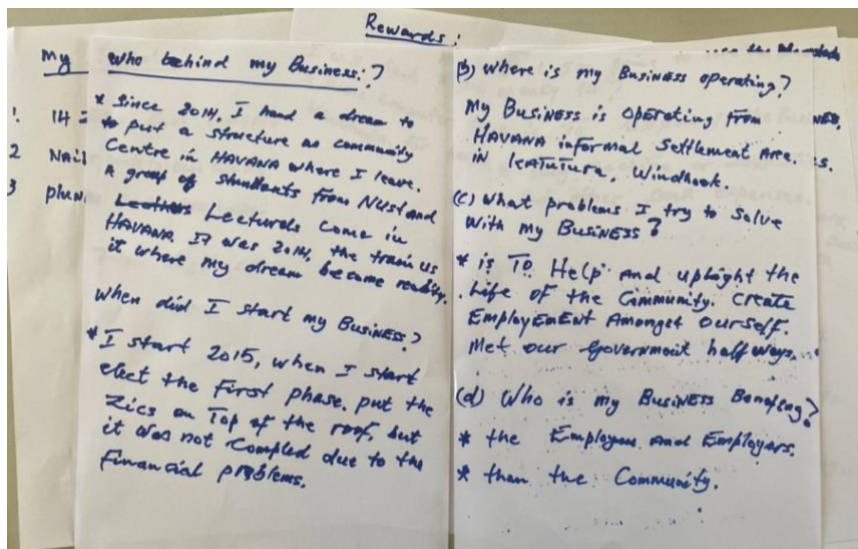 Rewards:
My
1. 14
2 NAil
3 plun
Who behind my Business:?
* Since 2014, I had a dream to
to put a structure as community
Centre in HAVANA where I leave.
A group of Stundants from Nust and
Lecturels Come in
HAVANA. It was 2014, the train us
it where my dream become reality.
When did I start my Business?
* I start 2015, when I start
elect the First phase. put the
Zics on Top of the roof, but
it was not Compled due to the
Financial problems.
(b) Where is my Business operating?
My Business is Operating From
HAVANA informal Settlement Area.
in KATUTURA, Windhoek.
(c) What problems I try to Solve
With my Business?
* is TO Help and uplight the
Life of the Community. Create
EmployEmENt Amongst ourself.
Met our Government half ways.
(d) Who is my Business Benefing?
* the Employees and Employers.
* than the Community.